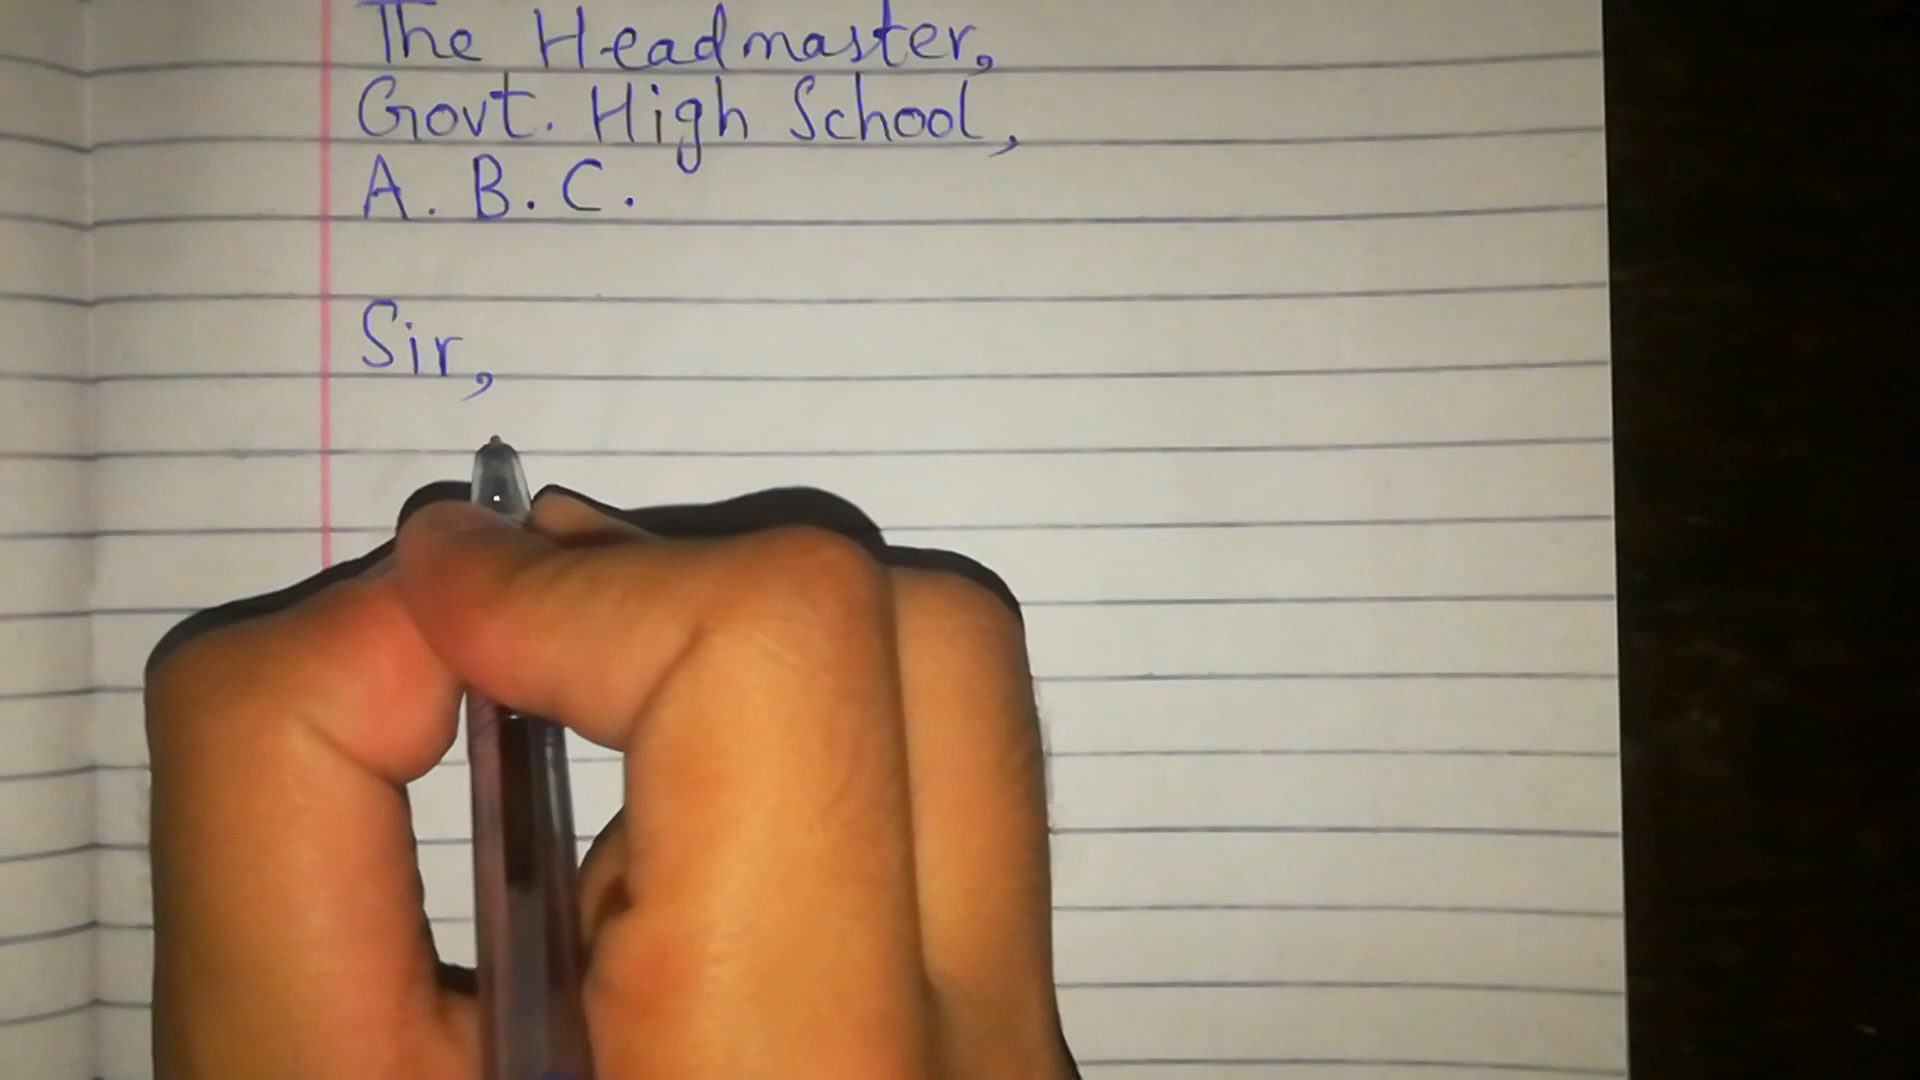 The Headmaster,
Govt. High School,
A. B. C.
Sir,